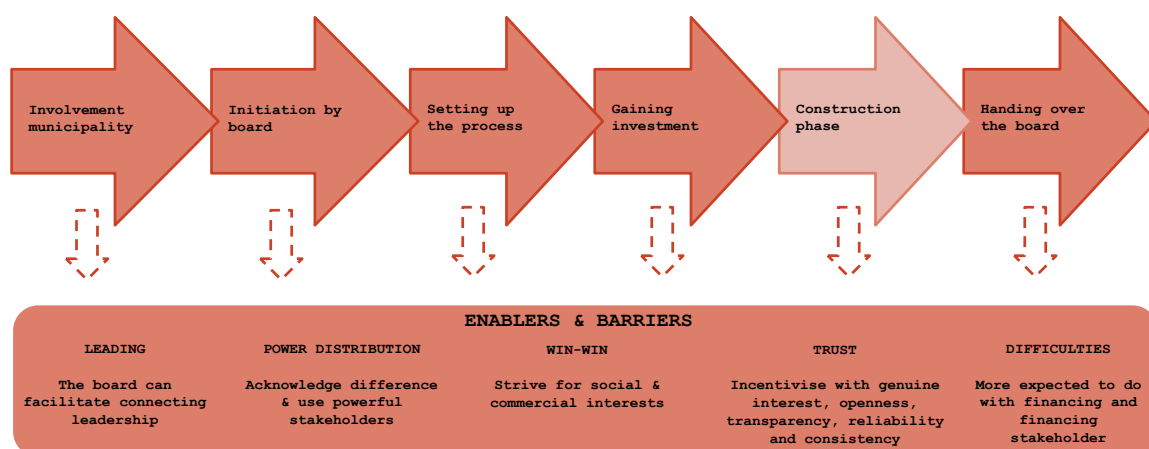 Involvement
municipality
Initiation by
board
Setting up
the process
Gaining
investment
Construction
phase
Handing over
the board
ENABLERS & BARRIERS
LEADING
The board can
facilitate connecting
leadership
POWER DISTRIBUTION
Acknowledge difference
& use powerful
stakeholders
WIN-WIN
Strive for social &
commercial interests
TRUST
Incentivise with genuine
interest, openness,
transparency, reliability
and consistency
DIFFICULTIES
More expected to do
with financing and
financing
stakeholder